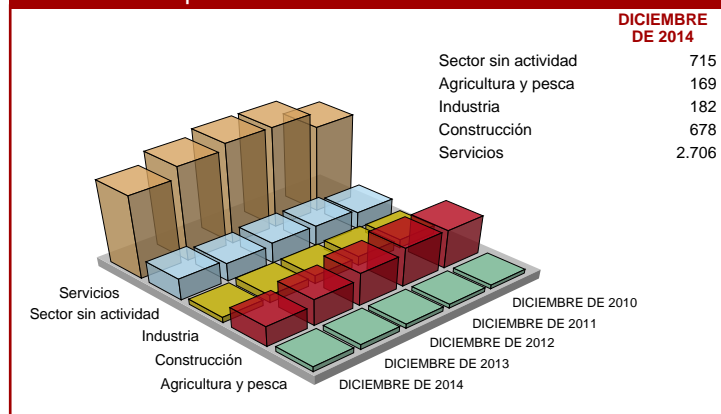 DICIEMBRE
DE 2014
Sector sin actividad 715
Agricultura y pesca 169
Industria 182
Construcción 678
Servicios 2.706
Servicios
Sector sin actividad
Industria
Construcción
Agricultura y pesca
DICIEMBRE DE 2010
DICIEMBRE DE 2011
DICIEMBRE DE 2012
DICIEMBRE DE 2013
DICIEMBRE DE 2014